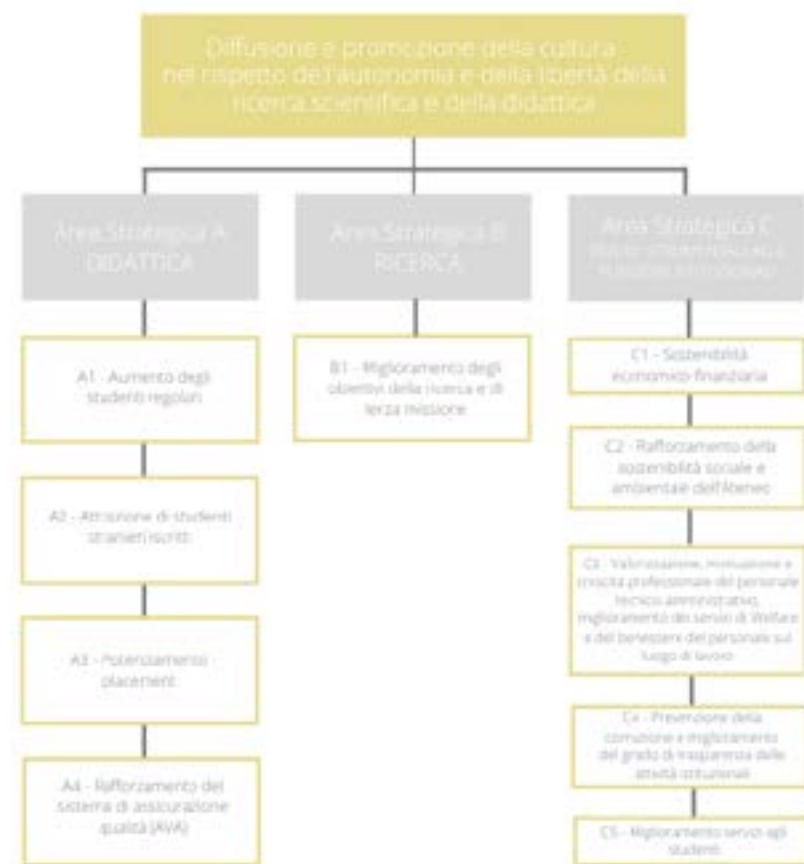 Diffusione e promozione della cultura
nel rispetto dell'autonomia e della libertà della
ricerca scientifica e della didattica
Area Strategica A
DIDATTICA
Area Strategica B
RICERCA
Area Strategica C
A1 - Aumento degli
studenti regolari
A2 - Attrazione di studenti
stranieri iscritti
A3 - Potenziamento
placement
A4 - Rafforzamento del
sistema di assicurazione
qualità (AVA)
B1 - Miglioramento degli
obiettivi della ricerca e di
terza missione
C1 - Sostenibilità
economico-finanziaria
C2 - Rafforzamento della
sostenibilità sociale e
ambientale dell'Ateneo
C3 - Valorizzazione, motivazione e
crescita professionale del personale
tecnico amministrativo,
miglioramento dei servizi di Welfare
e del benessere del personale sul
luogo di lavoro
C4 - Prevenzione della
corruzione e miglioramento
del grado di trasparenza delle
attività istituzionali
C5 - Miglioramento servizi agli
studenti